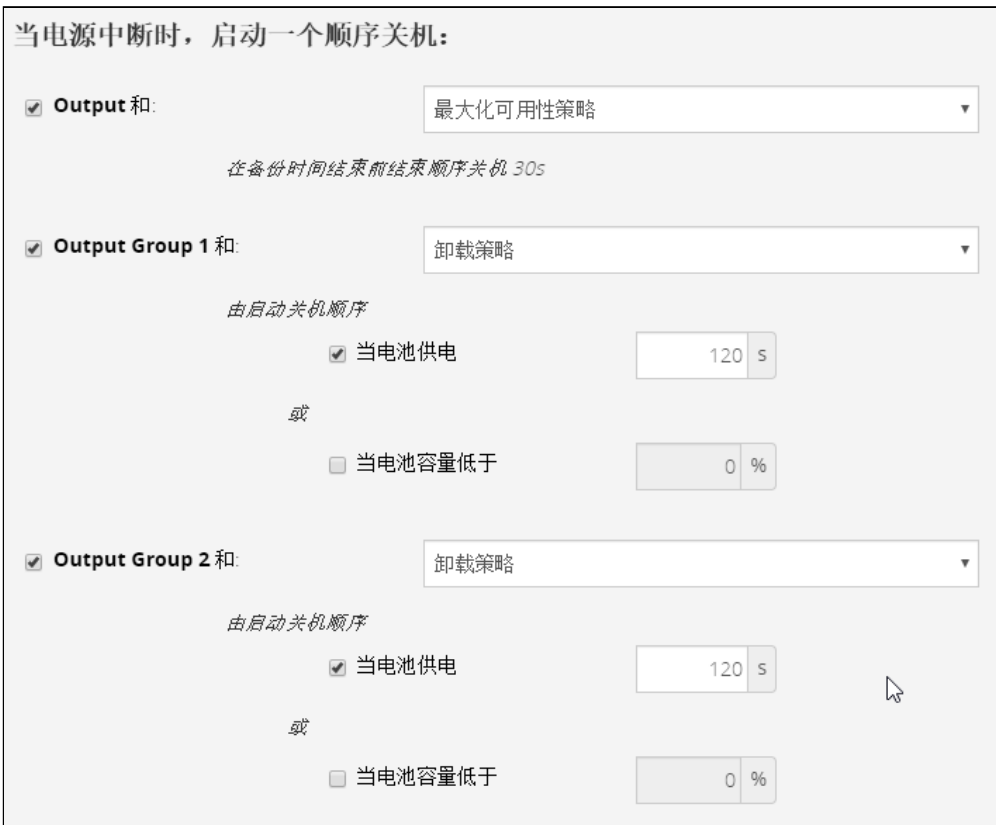 当电源中断时，启动一个顺序关机：
Output 和: 最大化可用性策略
在备份时间结束前结束顺序关机 30s
Output Group 1 和: 卸载策略
由启动关机顺序
当电池供电 120 s
或
当电池容量低于 0 %
Output Group 2 和: 卸载策略
由启动关机顺序
当电池供电 120 s
或
当电池容量低于 0 %